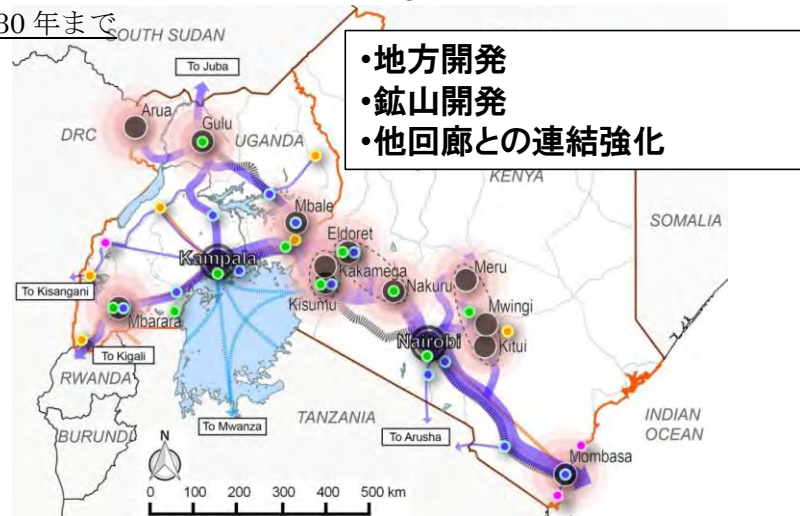 30 年まで
SOUTH SUDAN
•地方開発
•鉱山開発
•他回廊との連結強化
To Juba
Arua
Gulu
DRC
UGANDA
KENYA
Mbale
SOMALIA
Eldoret
Kampala
Kakamega
Meru
To Kisangani
Kisumu
Nakuru
Mwingi
Mbarara
Nairobi
Kitui
To Kigali
RWANDA
INDIAN
OCEAN
TANZANIA
BURUNDI
To Mwanza
To Arusha
N
Mombasa
0 100 200 300 400 500 km